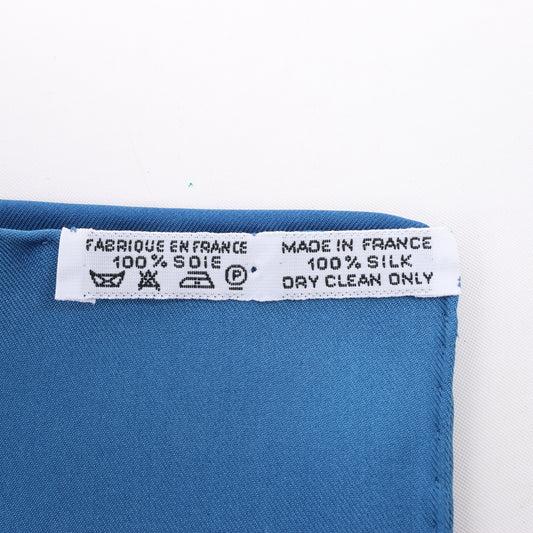 FABRIQUE EN FRANCE
100% SOIE
P
MADE IN FRANCE
100% SILK
DRY CLEAN ONLY